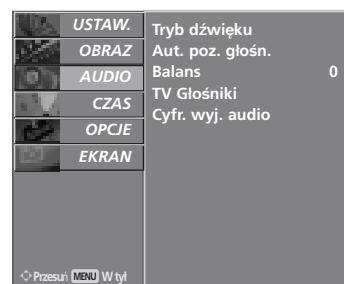 USTAW.
OBRAZ
AUDIO
CZAS
OPCJE
EKRAN
Tryb dźwięku
Aut. poz. głośn.
Balans 0
TV Głośniki
Cyfr. wyj. audio
Przesuń MENU W tył